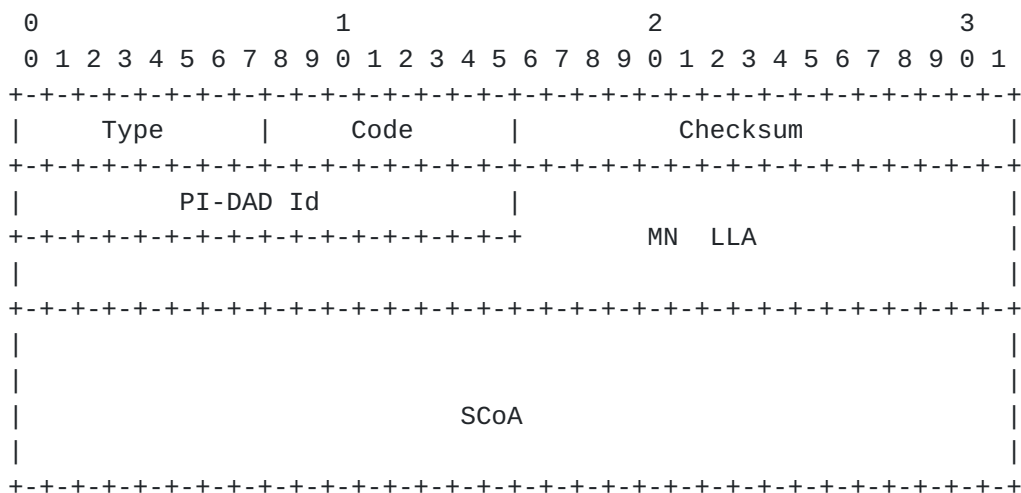 0                   1                   2                   3
 0 1 2 3 4 5 6 7 8 9 0 1 2 3 4 5 6 7 8 9 0 1 2 3 4 5 6 7 8 9 0 1
+-+-+-+-+-+-+-+-+-+-+-+-+-+-+-+-+-+-+-+-+-+-+-+-+-+-+-+-+-+-+-+-+
|     Type      |     Code      |          Checksum             |
+-+-+-+-+-+-+-+-+-+-+-+-+-+-+-+-+-+-+-+-+-+-+-+-+-+-+-+-+-+-+-+-+
|          PI-DAD Id            |                               |
+-+-+-+-+-+-+-+-+-+-+-+-+-+-+-+-+        MN  LLA                |
|                                                               |
+-+-+-+-+-+-+-+-+-+-+-+-+-+-+-+-+-+-+-+-+-+-+-+-+-+-+-+-+-+-+-+-+
|                                                               |
|                                                               |
|                            SCoA                               |
|                                                               |
+-+-+-+-+-+-+-+-+-+-+-+-+-+-+-+-+-+-+-+-+-+-+-+-+-+-+-+-+-+-+-+-+